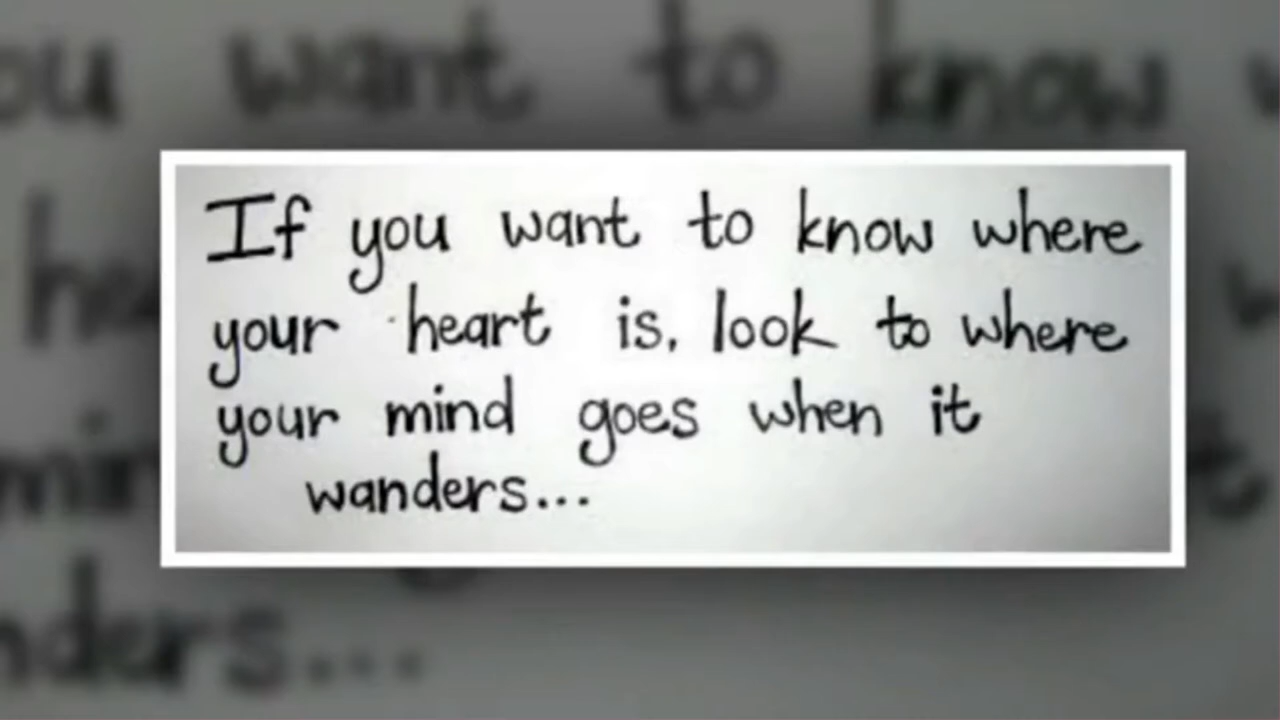 If you want to know where
your heart is, look to where
your mind goes when it
wanders...